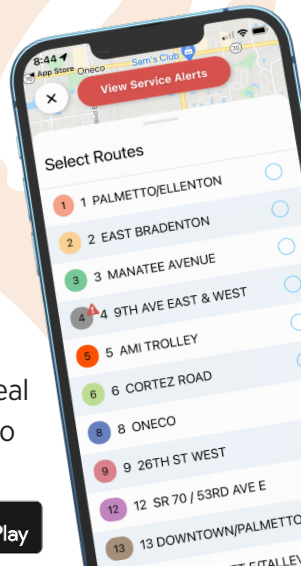 8:44
App Store
Oneco
Sam's Club
70
70
View Service Alerts
Select Routes
1 1 PALMETTO/ELLENTON
2 2 EAST BRADENTON
3 3 MANATEE AVENUE
4 4 9TH AVE EAST & WEST
5 5 AMI TROLLEY
6 6 CORTEZ ROAD
8 8 ONECO
9 9 26TH ST WEST
12 12 SR 70 / 53RD AVE E
13 13 DOWNTOWN/PALMETTO
eal
o
Play